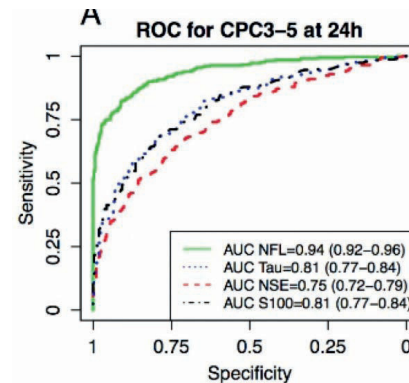 A
ROC for CPC3-5 at 24h
Sensitivity
1
0.75
0.5
0.25
0
AUC NFL=0.94 (0.92-0.96)
AUC Tau=0.81 (0.77-0.84)
AUC NSE=0.75 (0.72-0.79)
AUC S100=0.81 (0.77-0.84)
1
0.75
0.5
0.25
0
Specificity